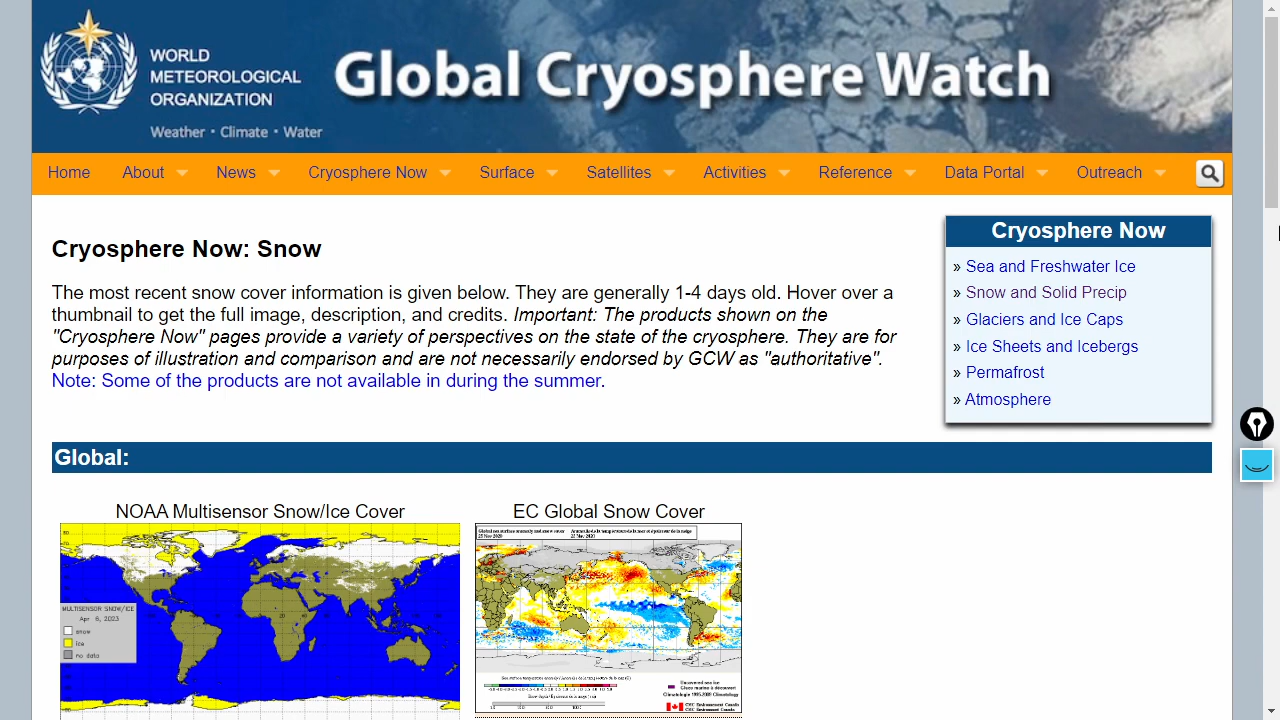 WORLD
METEOROLOGICAL
ORGANIZATION
Weather • Climate • Water
Global Cryosphere Watch
Home About News Cryosphere Now Surface Satellites Activities Reference Data Portal Outreach
Cryosphere Now: Snow
The most recent snow cover information is given below. They are generally 1-4 days old. Hover over a
thumbnail to get the full image, description, and credits. Important: The products shown on the
"Cryosphere Now" pages provide a variety of perspectives on the state of the cryosphere. They are for
purposes of illustration and comparison and are not necessarily endorsed by GCW as "authoritative".
Note: Some of the products are not available in during the summer.
Cryosphere Now
» Sea and Freshwater Ice
» Snow and Solid Precip
» Glaciers and Ice Caps
» Ice Sheets and Icebergs
» Permafrost
» Atmosphere
Global:
NOAA Multisensor Snow/Ice Cover
MULTISENSOR SNOW/ICE
Apr 6, 2023
snow
ice
no data
EC Global Snow Cover